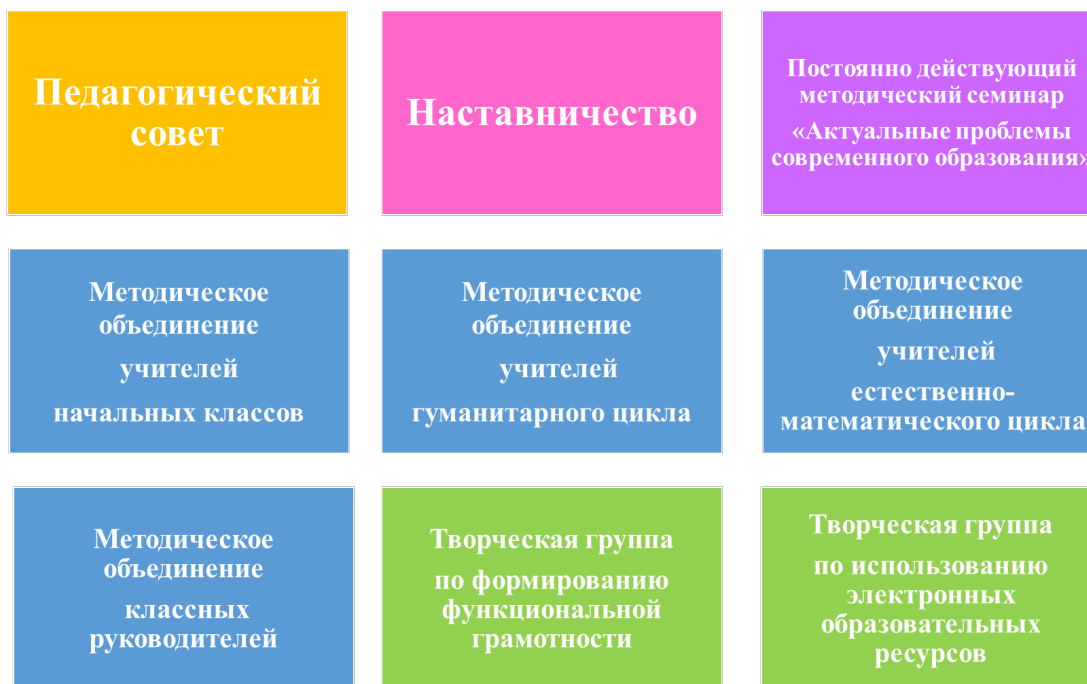 Педагогический
совет
Наставничество
Постоянно действующий
методический семинар
«Актуальные проблемы
современного образования»
Методическое
объединение
учителей
начальных классов
Методическое
объединение
учителей
гуманитарного цикла
Методическое
объединение
учителей
естественно-
математического цикла
Методическое
объединение
классных
руководителей
Творческая группа
по формированию
функциональной
грамотности
Творческая группа
по использованию
электронных
образовательных
ресурсов